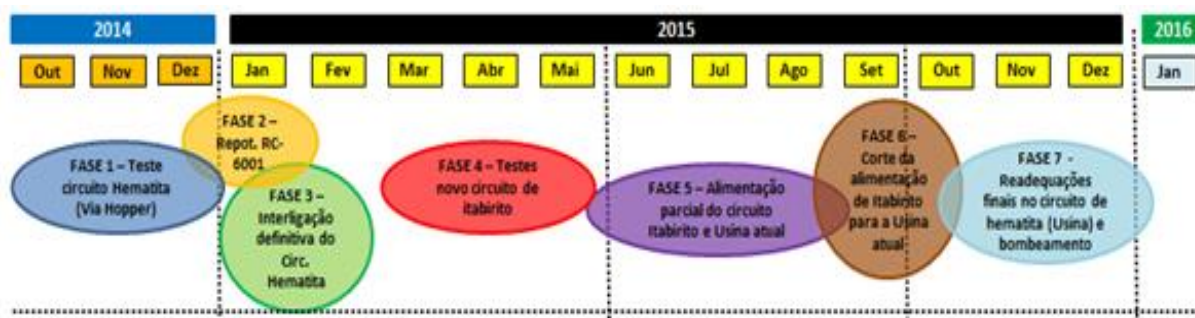 2014
2015
2016
Out
Nov
Dez
Jan
Fev
Mar
Abr
Mai
Jun
Jul
Ago
Set
Out
Nov
Dez
Jan
FASE 1 – Teste
circuito Hematita
(Via Hopper)
FASE 2 –
Repot. RC-
6001
FASE 3 –
Interligação
definitiva do
Circ.
Hematita
FASE 4 – Testes
novo circuito de
itabirito
FASE 5 – Alimentação
parcial do circuito
Itabirito e Usina atual
FASE 6 –
Corte da
alimentação
de Itabirito
para a Usina
atual
FASE 7 -
Readequações
finais no circuito de
hematita (Usina) e
bombeamento